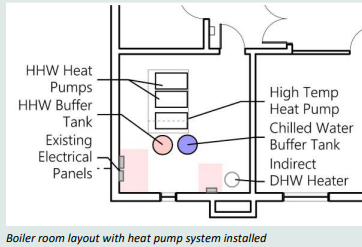 HHW Heat
Pumps
HHW Buffer
Tank
Existing
Electrical
Panels
High Temp
Heat Pump
Chilled Water
Buffer Tank
Indirect
DHW Heater
Boiler room layout with heat pump system installed